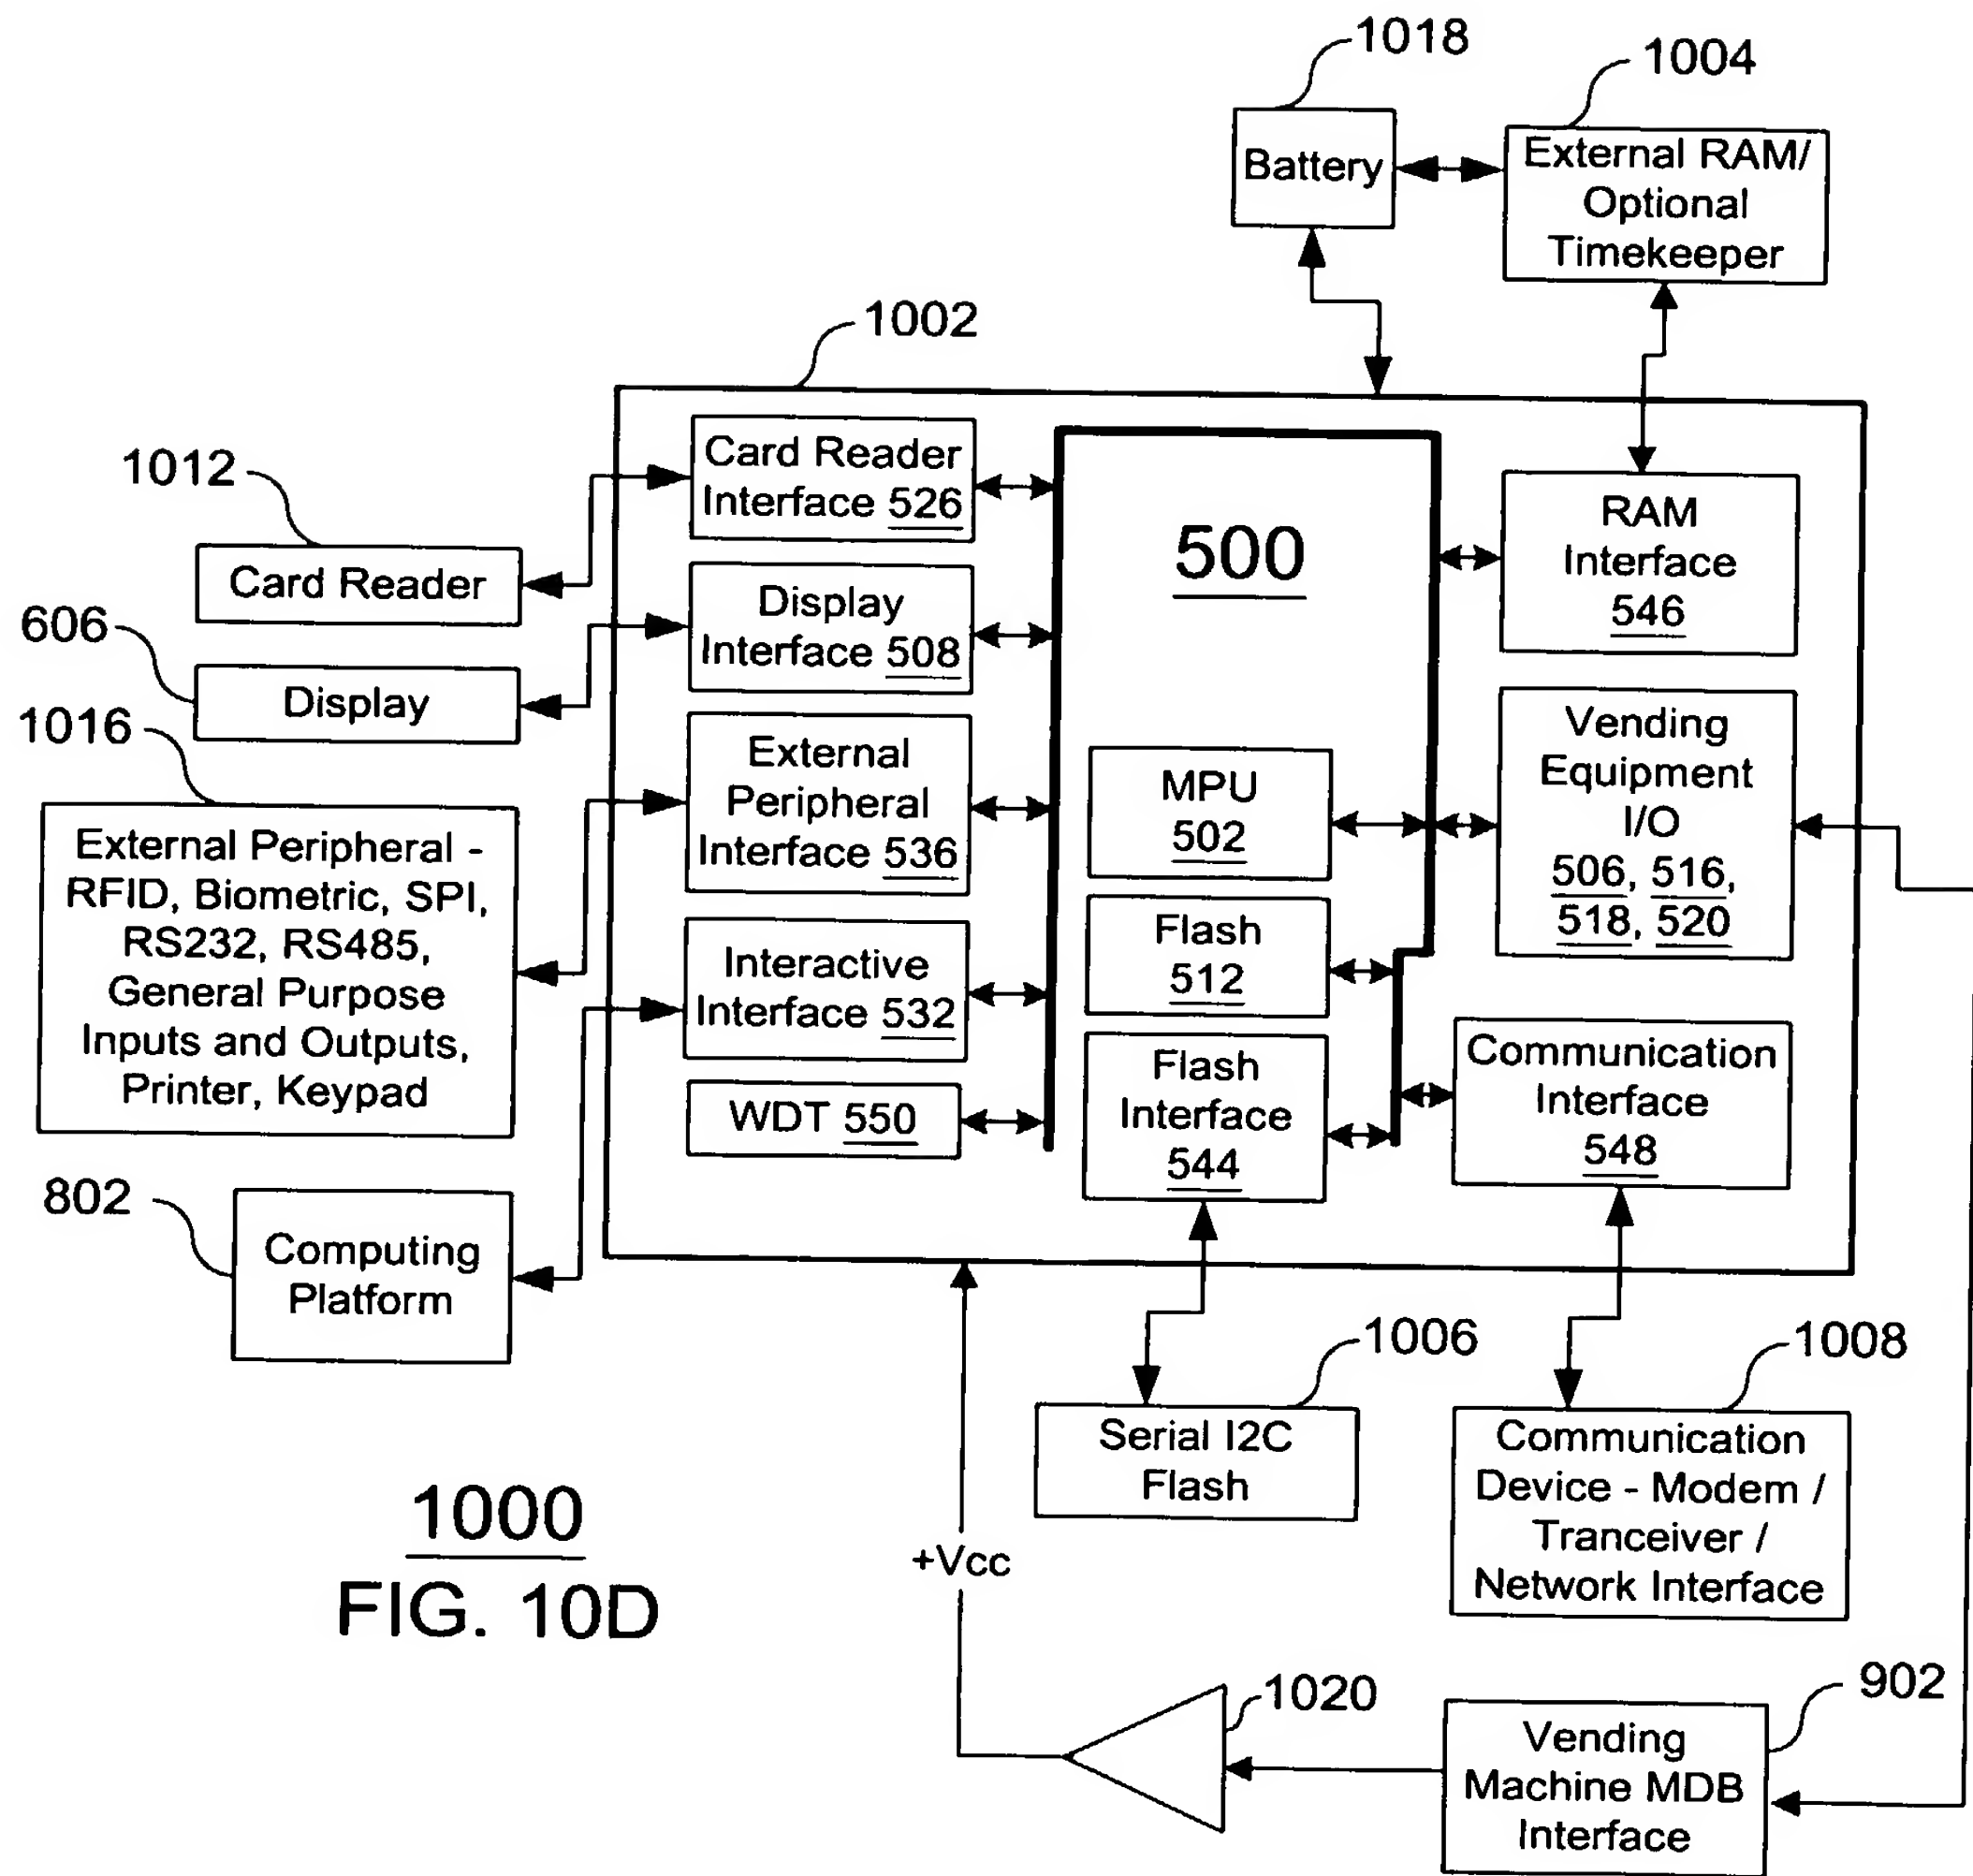 1018
1004
Battery
External RAM/
Optional
Timekeeper
1002
1012
Card Reader
Interface 526
500
RAM
Interface
546
Card Reader
606
Display
Interface 508
Display
1016
External
Peripheral
Interface 536
MPU
502
Vending
Equipment
I/O
506, 516,
518, 520
External Peripheral -
RFID, Biometric, SPI,
RS232, RS485,
General Purpose
Inputs and Outputs,
Printer, Keypad
Flash
512
Interactive
Interface 532
Flash
Interface
544
Communication
Interface
548
WDT 550
802
Computing
Platform
1006
1008
Serial I2C
Flash
Communication
Device - Modem /
Tranceiver /
Network Interface
1000
FIG. 10D
+Vcc
1020
902
Vending
Machine MDB
Interface